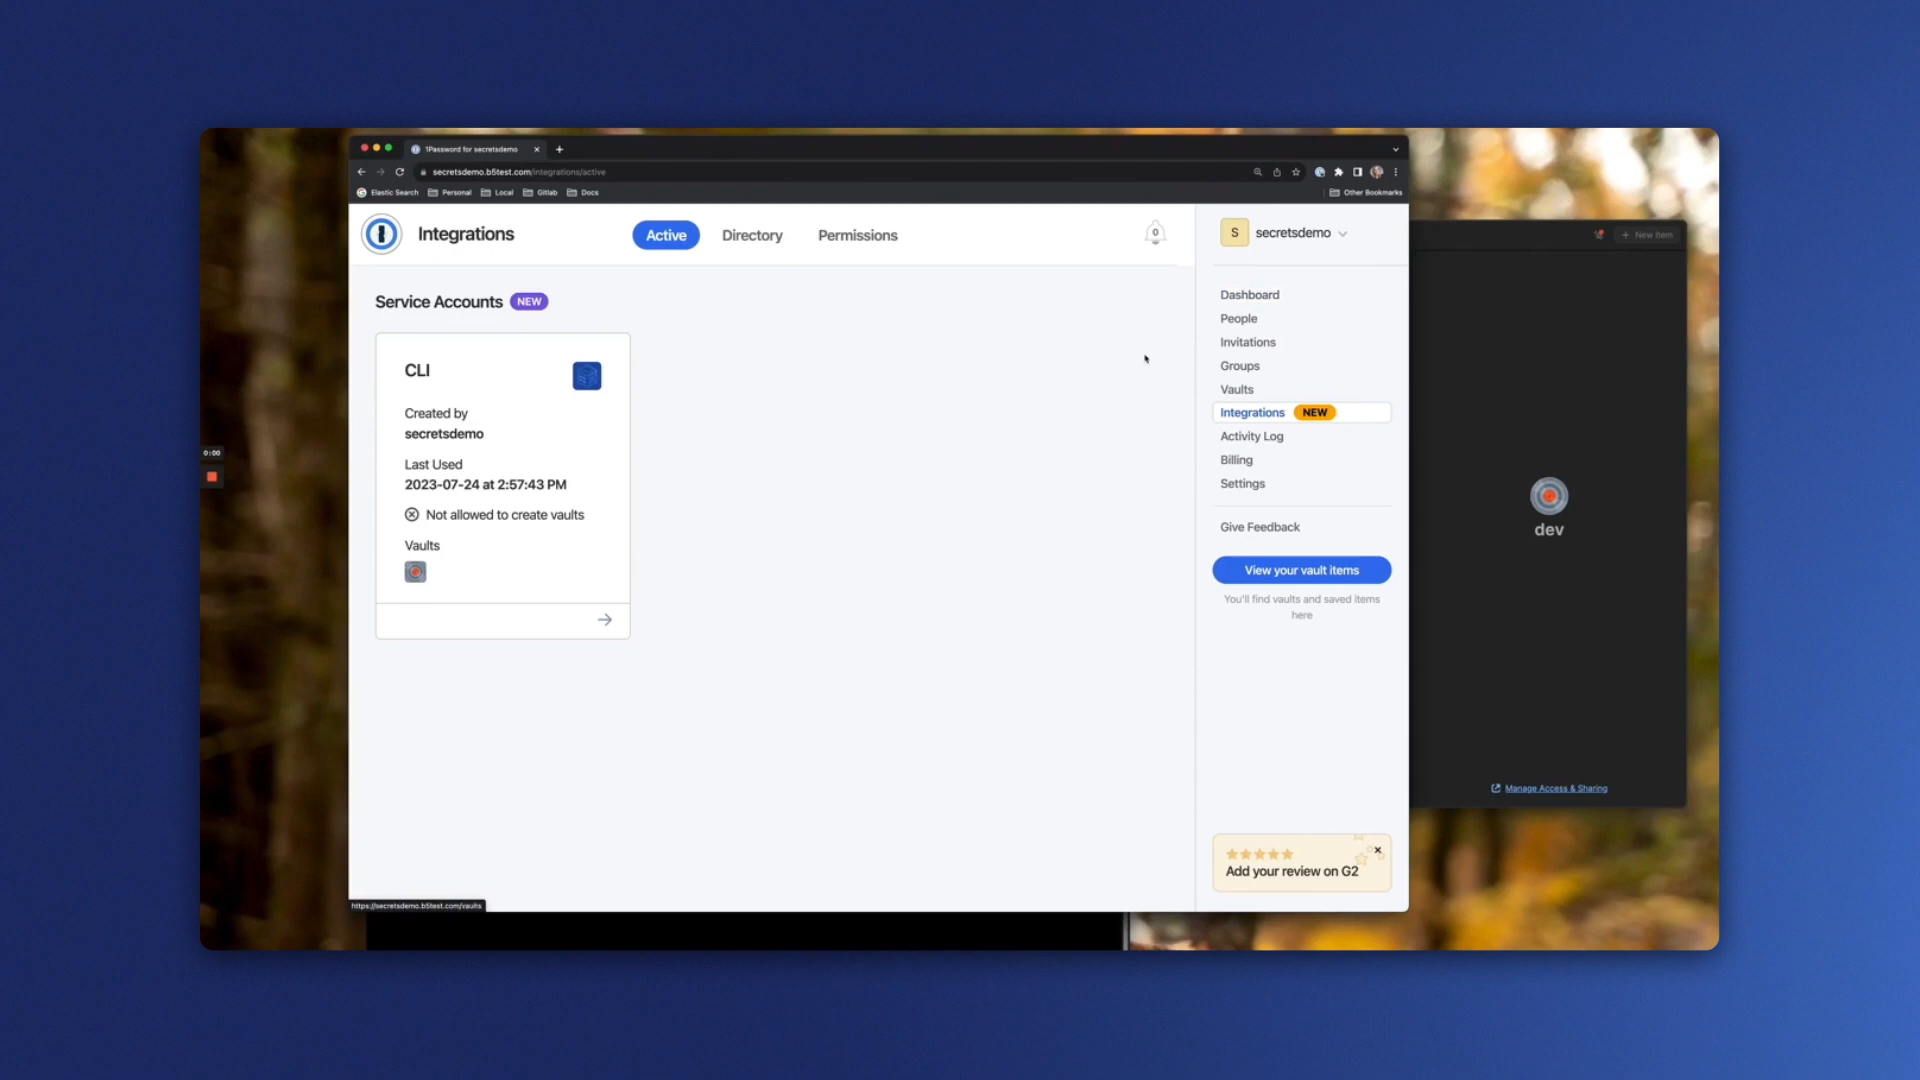 1Password for secretsdemo
secretsdemo.b5test.com/integrations/active
Elastic Search
Personal
Local
Gitlab
Docs
Other Bookmarks
Integrations
Active
Directory
Permissions
0
S
secretsdemo
+ New Item
Service Accounts NEW
CLI
Created by
secretsdemo
Last Used
2023-07-24 at 2:57:43 PM
Not allowed to create vaults
Vaults
Dashboard
People
Invitations
Groups
Vaults
Integrations NEW
Activity Log
Billing
Settings
Give Feedback
View your vault items
You'll find vaults and saved items
here
Add your review on G2
https://secretsdemo.b5test.com/vaults
0:00
dev
Manage Access & Sharing